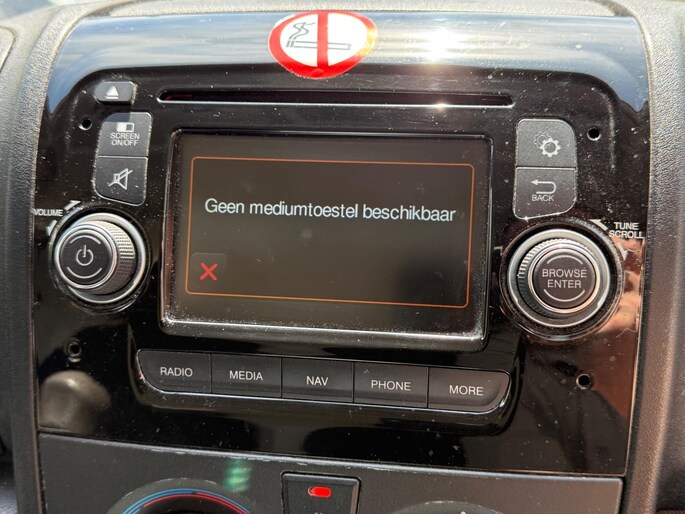 SCREEN
ON/OFF
VOLUME
Geen mediumtoestel beschikbaar
BACK
TUNE
SCROLL
BROWSE
ENTER
RADIO
MEDIA
NAV
PHONE
MORE